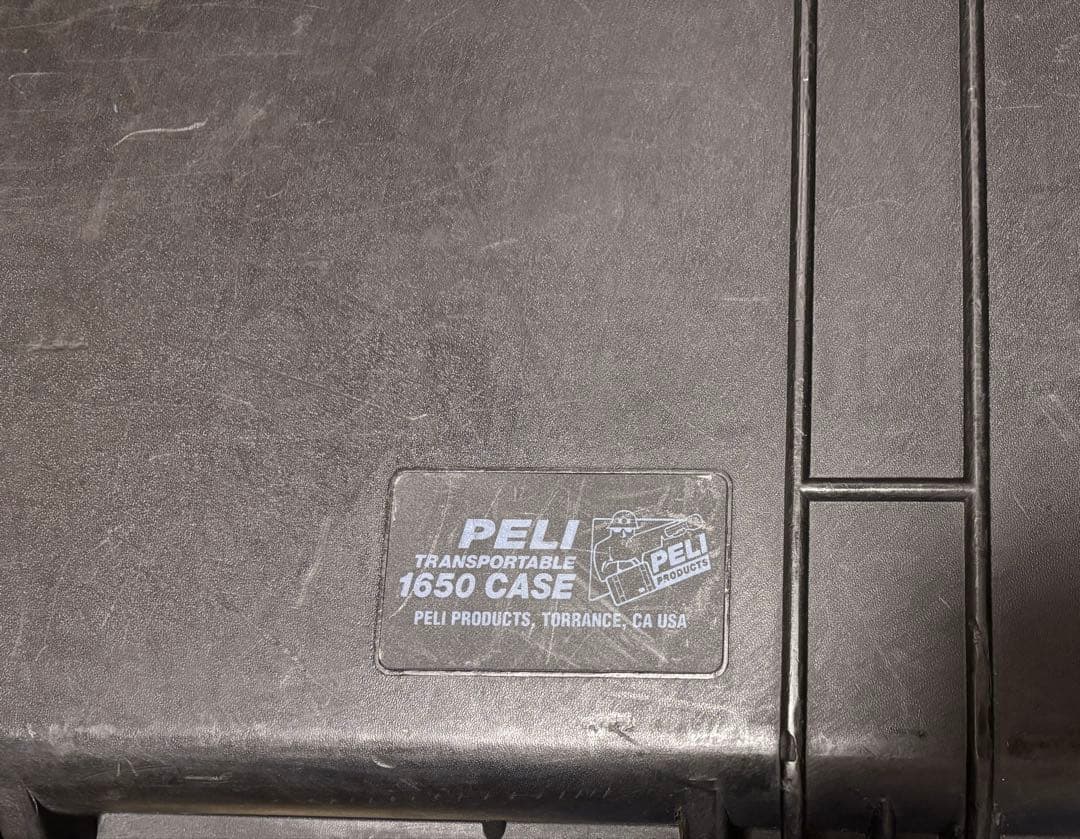 PELI
TRANSPORTABLE
1650 CASE
PELI
PRODUCTS
PELI PRODUCTS, TORRANCE, CA USA